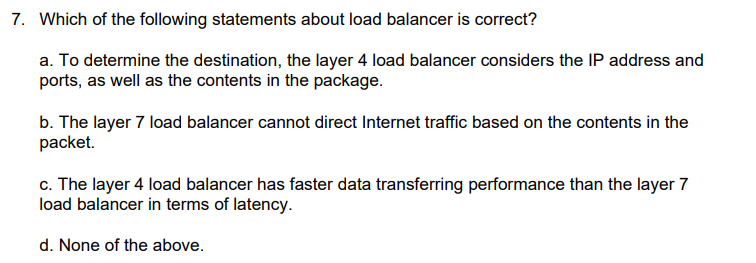 7. Which of the following statements about load balancer is correct?
a. To determine the destination, the layer 4 load balancer considers the IP address and
ports, as well as the contents in the package.
b. The layer 7 load balancer cannot direct Internet traffic based on the contents in the
packet.
c. The layer 4 load balancer has faster data transferring performance than the layer 7
load balancer in terms of latency.
d. None of the above.